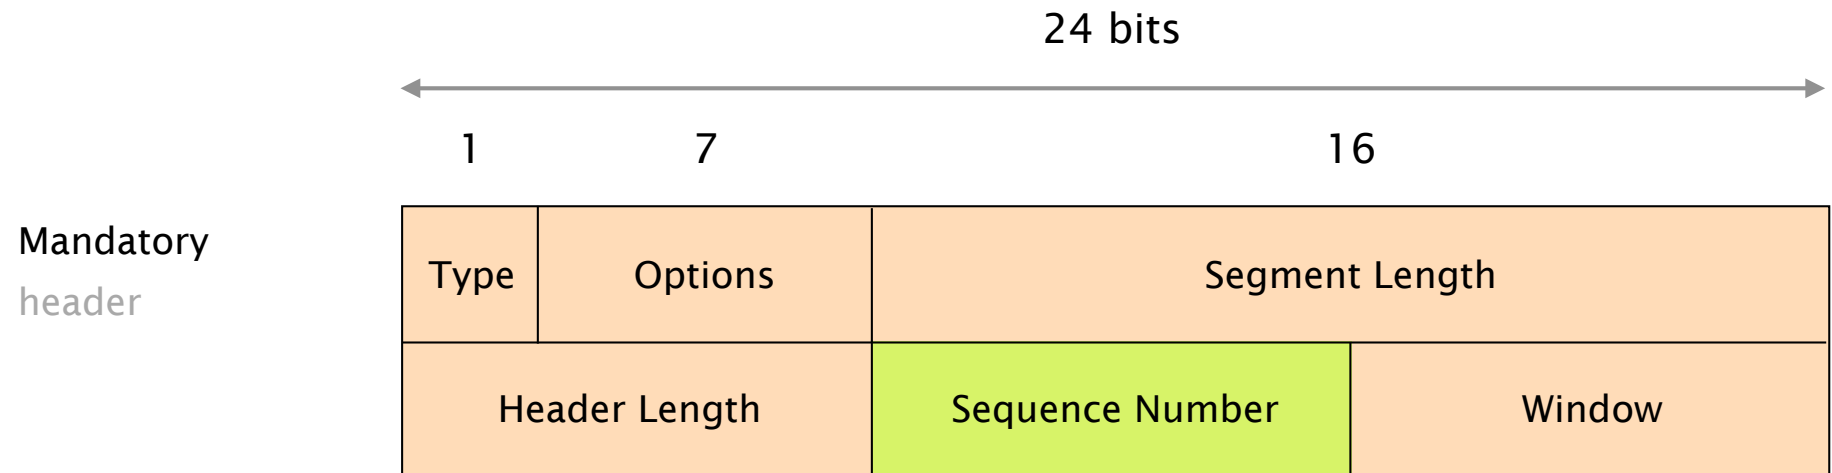 24 bits
1 7 16
Mandatory
header
Type Options Segment Length
Header Length Sequence Number Window